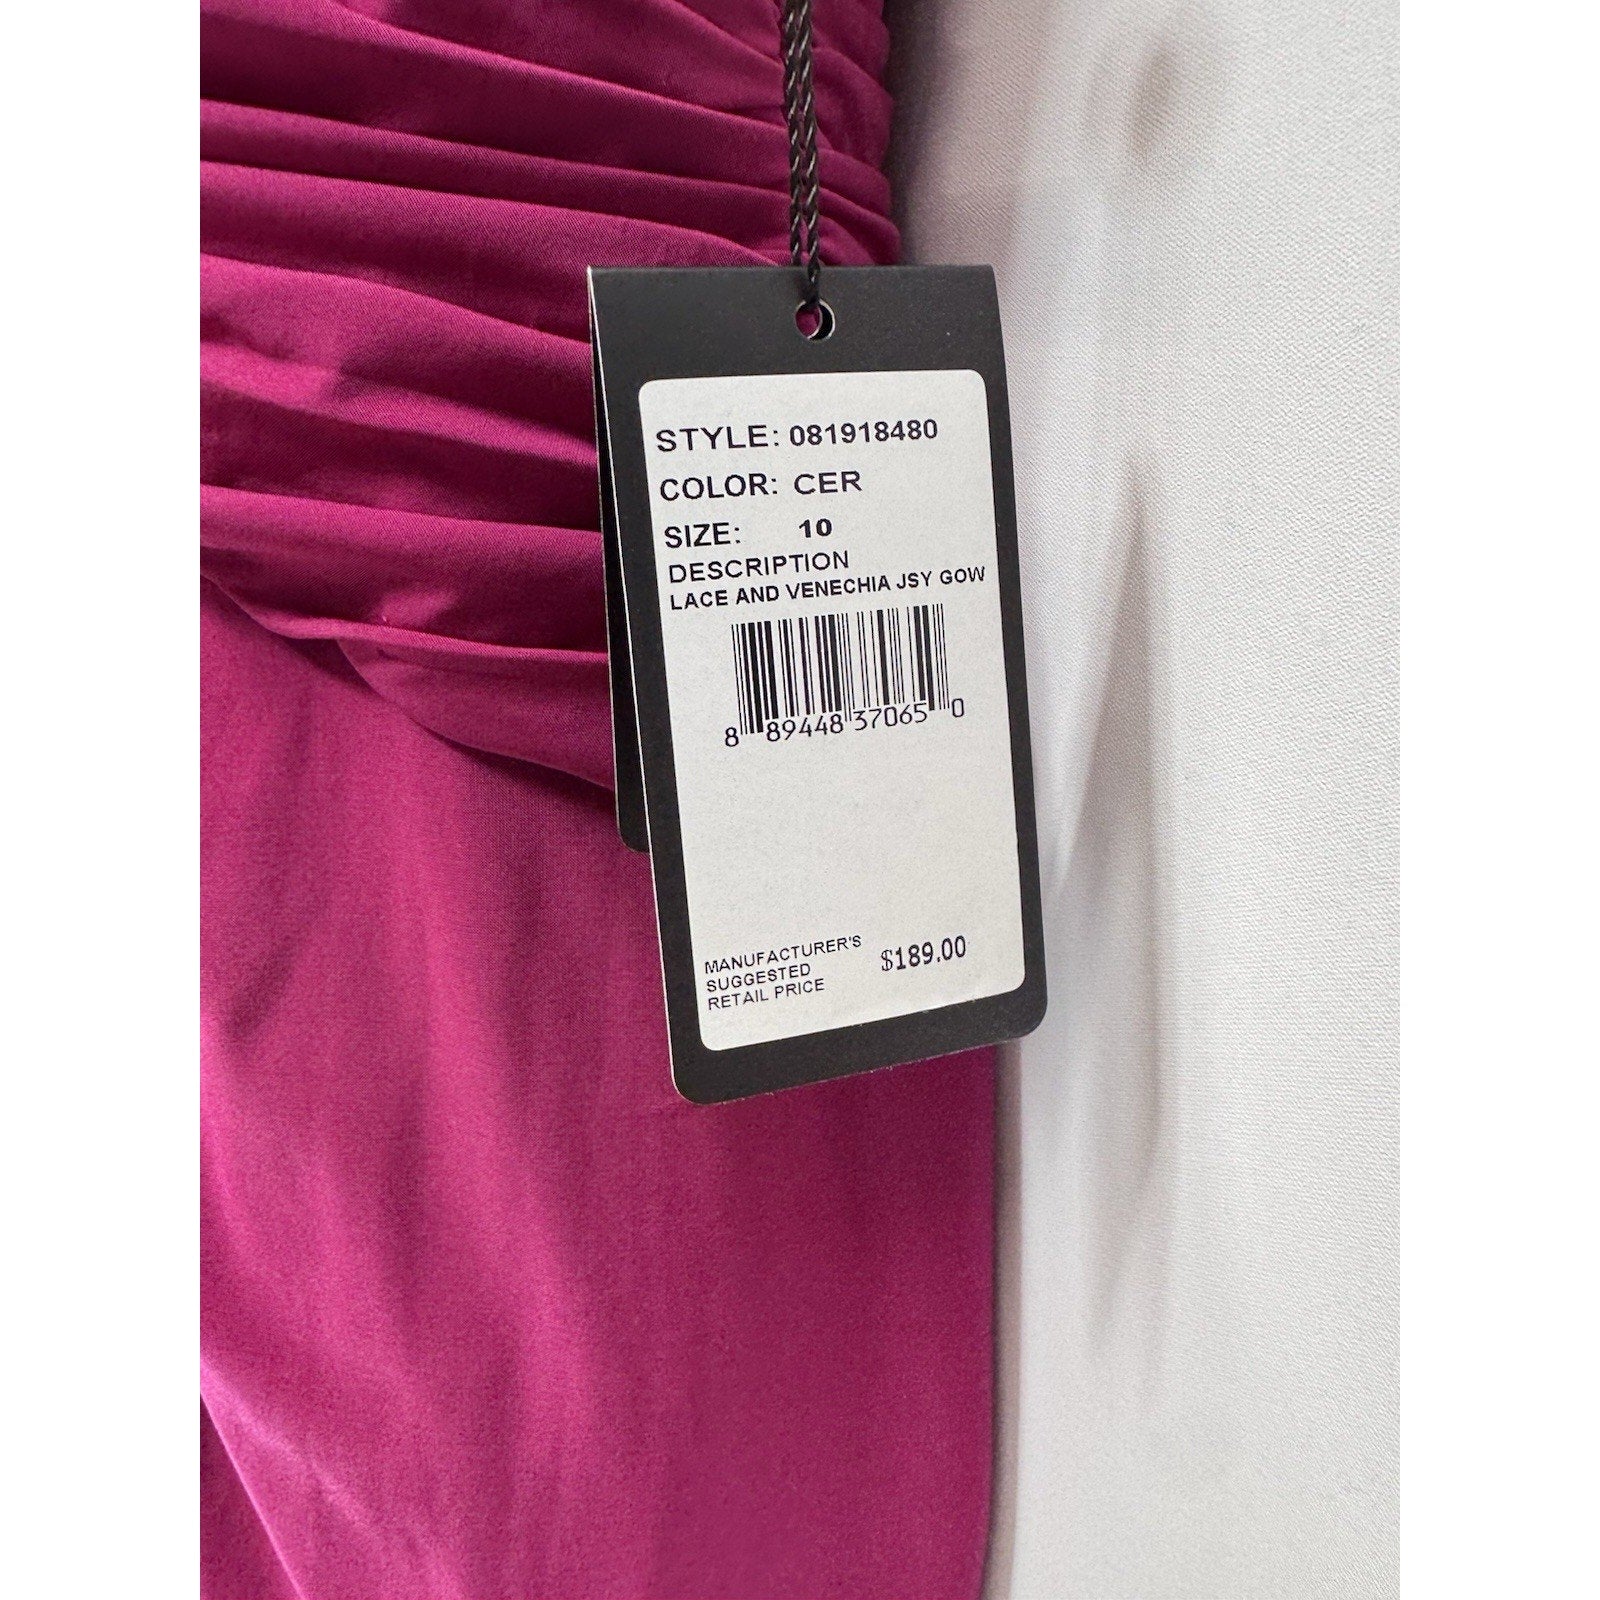 STYLE: 081918480
COLOR: CER
SIZE: 10
DESCRIPTION
LACE AND VENECHIA JSY GOW
8 89448 37065 0
MANUFACTURER'S
SUGGESTED
RETAIL PRICE
$189.00